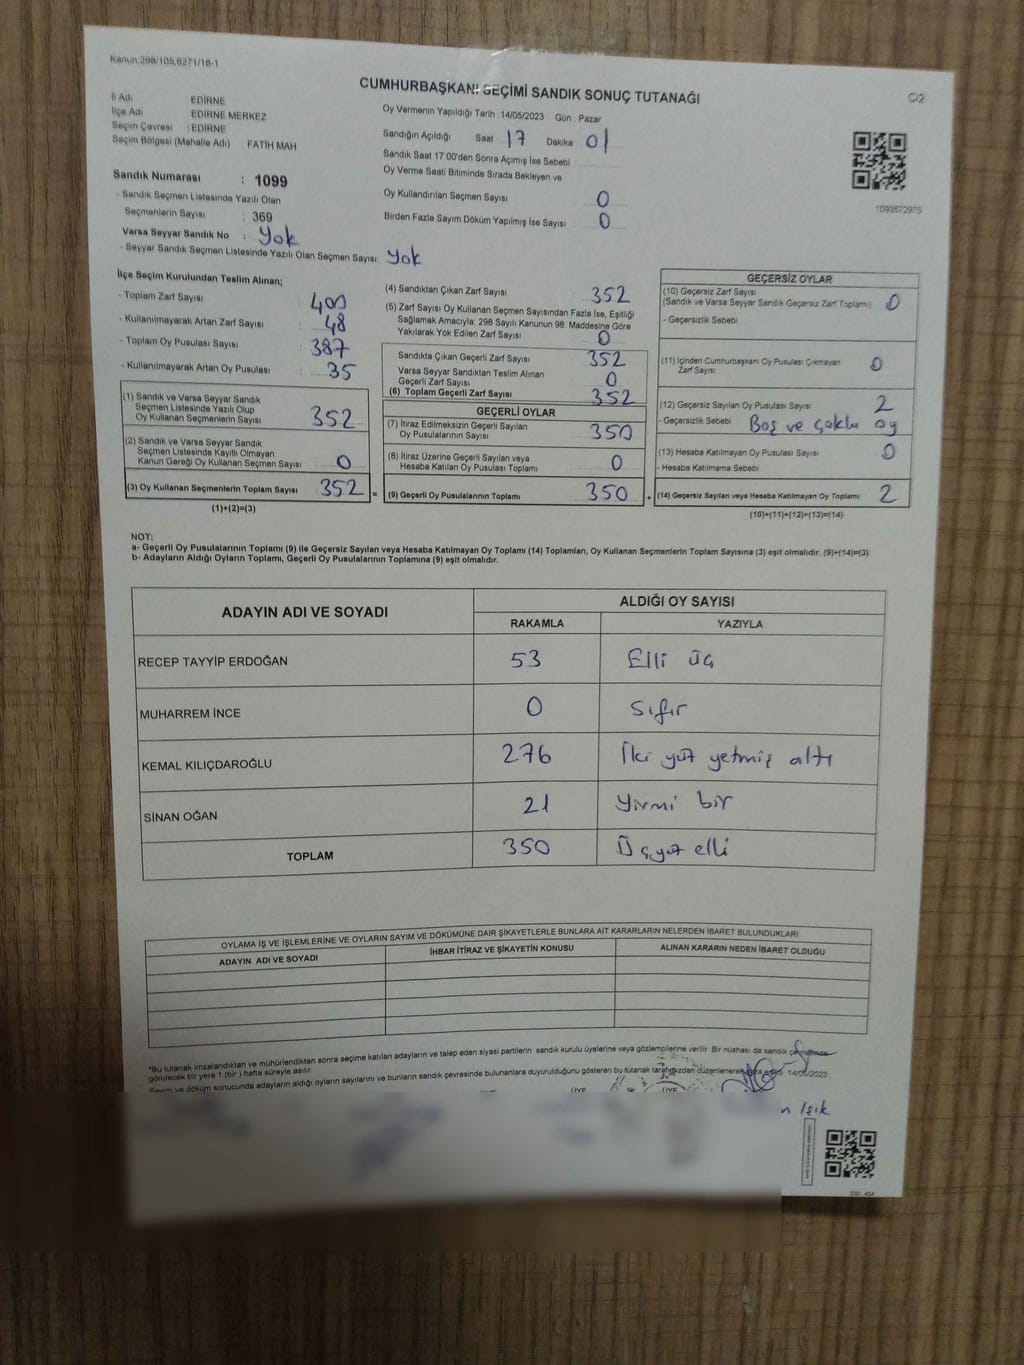 Kanun.298/105,6271/18-1
CUMHURBAŞKANI SEÇİMİ SANDIK SONUÇ TUTANAĞI
C/2
İl Adı EDİRNE
İlçe Adı EDİRNE MERKEZ
Seçim Çevresi : EDİRNE
Seçim Bölgesi (Mahalle Adı) FATİH MAH
Sandık Numarası : 1099
- Sandık Seçmen Listesinde Yazılı Olan
Seçmenlerin Sayısı : 369
Varsa Seyyar Sandık No : Yok
- Seyyar Sandık Seçmen Listesinde Yazılı Olan Seçmen Sayısı: Yok
Oy Vermenin Yapıldığı Tarih : 14/05/2023 Gün : Pazar
Sandığın Açıldığı Saat 17 Dakika 01
Sandık Saat 17.00'den Sonra Açımış İse Sebebi
Oy Verme Saati Bitiminde Sırada Bekleyen ve
Oy Kullandırılan Seçmen Sayısı 0
Birden Fazla Sayım Döküm Yapılmış İse Sayısı 0
1093572975
İlçe Seçim Kurulundan Teslim Alınan;
- Toplam Zarf Sayısı : 400
- Kullanılmayarak Artan Zarf Sayısı : 48
- Toplam Oy Pusulası Sayısı : 387
- Kullanılmayarak Artan Oy Pusulası : 35
(1) Sandık ve Varsa Seyyar Sandık
Seçmen Listesinde Yazılı Olup
Oy Kullanan Seçmenlerin Sayısı : 352
(2) Sandık ve Varsa Seyyar Sandık
Seçmen Listesinde Kayıtlı Olmayan
Kanun Gereği Oy Kullanan Seçmen Sayısı : 0
(3) Oy Kullanan Seçmenlerin Toplam Sayısı 352 =
(1)+(2)=(3)
(4) Sandıktan Çıkan Zarf Sayısı 352
(5) Zarf Sayısı Oy Kullanan Seçmen Sayısından Fazla İse, Eşitliği
Sağlamak Amacıyla; 298 Sayılı Kanunun 98. Maddesine Göre
Yakılarak Yok Edilen Zarf Sayısı 0
Sandıkta Çıkan Geçerli Zarf Sayısı 352
Varsa Seyyar Sandıktan Teslim Alınan
Geçerli Zarf Sayısı 0
(6) Toplam Geçerli Zarf Sayısı 352
GEÇERLİ OYLAR
(7) İtiraz Edilmeksizin Geçerli Sayılan
Oy Pusulalarının Sayısı 350
(8) İtiraz Üzerine Geçerli Sayılan veya
Hesaba Katılan Oy Pusulası Toplamı 0
(9) Geçerli Oy Pusulalarının Toplamı 350 +
GEÇERSİZ OYLAR
(10) Geçersiz Zarf Sayısı
(Sandık ve Varsa Seyyar Sandık Geçersiz Zarf Toplamı) 0
- Geçersizlik Sebebi
(11) İçinden Cumhurbaşkanı Oy Pusulası Çıkmayan
Zarf Sayısı 0
(12) Geçersiz Sayılan Oy Pusulası Sayısı 2
- Geçersizlik Sebebi Boş ve çoklu oy
(13) Hesaba Katılmayan Oy Pusulası Sayısı 0
- Hesaba Katılmama Sebebi
(14) Geçersiz Sayılan veya Hesaba Katılmayan Oy Toplamı 2
(10)+(11)+(12)+(13)=(14)
NOT:
a- Geçerli Oy Pusulalarının Toplamı (9) ile Geçersiz Sayılan veya Hesaba Katılmayan Oy Toplamı (14) Toplamları, Oy Kullanan Seçmenlerin Toplam Sayısına (3) eşit olmalıdır. (9)+(14)=(3)
b- Adayların Aldığı Oyların Toplamı, Geçerli Oy Pusulalarının Toplamına (9) eşit olmalıdır.
ADAYIN ADI VE SOYADI
ALDIĞI OY SAYISI
RAKAMLA YAZIYLA
RECEP TAYYİP ERDOĞAN 53 Elli üç
MUHARREM İNCE 0 Sıfır
KEMAL KILIÇDAROĞLU 276 İki yüz yetmiş altı
SİNAN OĞAN 21 Yirmi bir
TOPLAM 350 Üçyüz elli
OYLAMA İŞ VE İŞLEMLERİNE VE OYLARIN SAYIM VE DÖKÜMÜNE DAİR ŞİKAYETLERLE BUNLARA AİT KARARLARIN NELERDEN İBARET BULUNDUKLARI
ADAYIN ADI VE SOYADI İHBAR İTİRAZ VE ŞİKAYETİN KONUSU ALINAN KARARIN NEDEN İBARET OLDUĞU
*Bu tutanak imzalandıktan ve mühürlendikten sonra seçime katılan adayların ve talep eden siyasi partilerin sandık kurulu üyelerine veya gözlemcilerine verilir. Bir nüshası da sandık çevresinde
görülecek bir yere 1 (bir) hafta süreyle asılır.
Sayım ve döküm sonucunda adayların aldığı oyların sayılarını ve bunların sandık çevresinde bulunanlara duyurulduğunu gösteren bu tutanak tarafımızdan düzenlenerek 14/05/2023
ÜYE ÜYE
n Işık